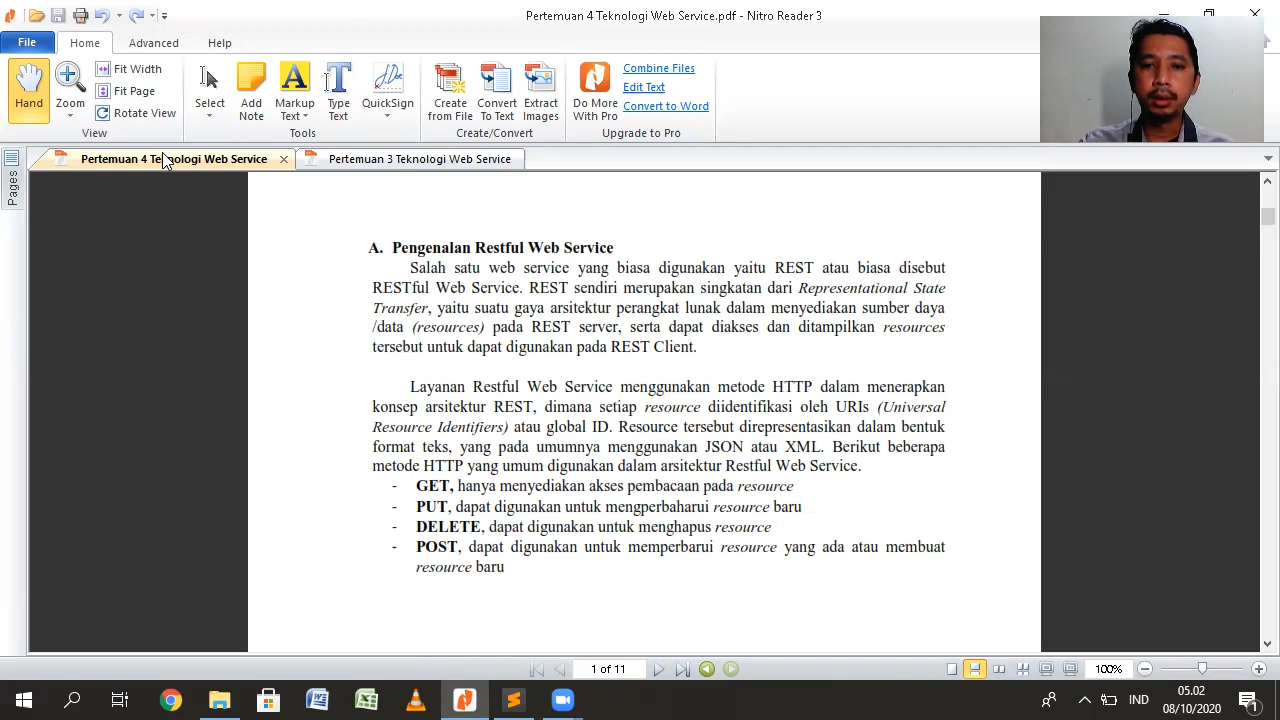 Pertemuan 4 Teknologi Web Service.pdf - Nitro Reader 3
File Home Advanced Help
Hand
Zoom
Fit Width
Fit Page
Rotate View
View
Select
Add Note
Markup Text
Type Text
QuickSign
Tools
Create from File
Convert To Text
Extract Images
Create/Convert
Do More With Pro
Combine Files
Edit Text
Convert to Word
Upgrade to Pro
Pertemuan 4 Teknologi Web Service
Pertemuan 3 Teknologi Web Service
Pages
A. Pengenalan Restful Web Service
Salah satu web service yang biasa digunakan yaitu REST atau biasa disebut
RESTful Web Service. REST sendiri merupakan singkatan dari Representational State
Transfer, yaitu suatu gaya arsitektur perangkat lunak dalam menyediakan sumber daya
/data (resources) pada REST server, serta dapat diakses dan ditampilkan resources
tersebut untuk dapat digunakan pada REST Client.
Layanan Restful Web Service menggunakan metode HTTP dalam menerapkan
konsep arsitektur REST, dimana setiap resource diidentifikasi oleh URIs (Universal
Resource Identifiers) atau global ID. Resource tersebut direpresentasikan dalam bentuk
format teks, yang pada umumnya menggunakan JSON atau XML. Berikut beberapa
metode HTTP yang umum digunakan dalam arsitektur Restful Web Service.
- GET, hanya menyediakan akses pembacaan pada resource
- PUT, dapat digunakan untuk mengperbaharui resource baru
- DELETE, dapat digunakan untuk menghapus resource
- POST, dapat digunakan untuk memperbarui resource yang ada atau membuat
resource baru
1 of 11
100%
IND
05.02
08/10/2020
1